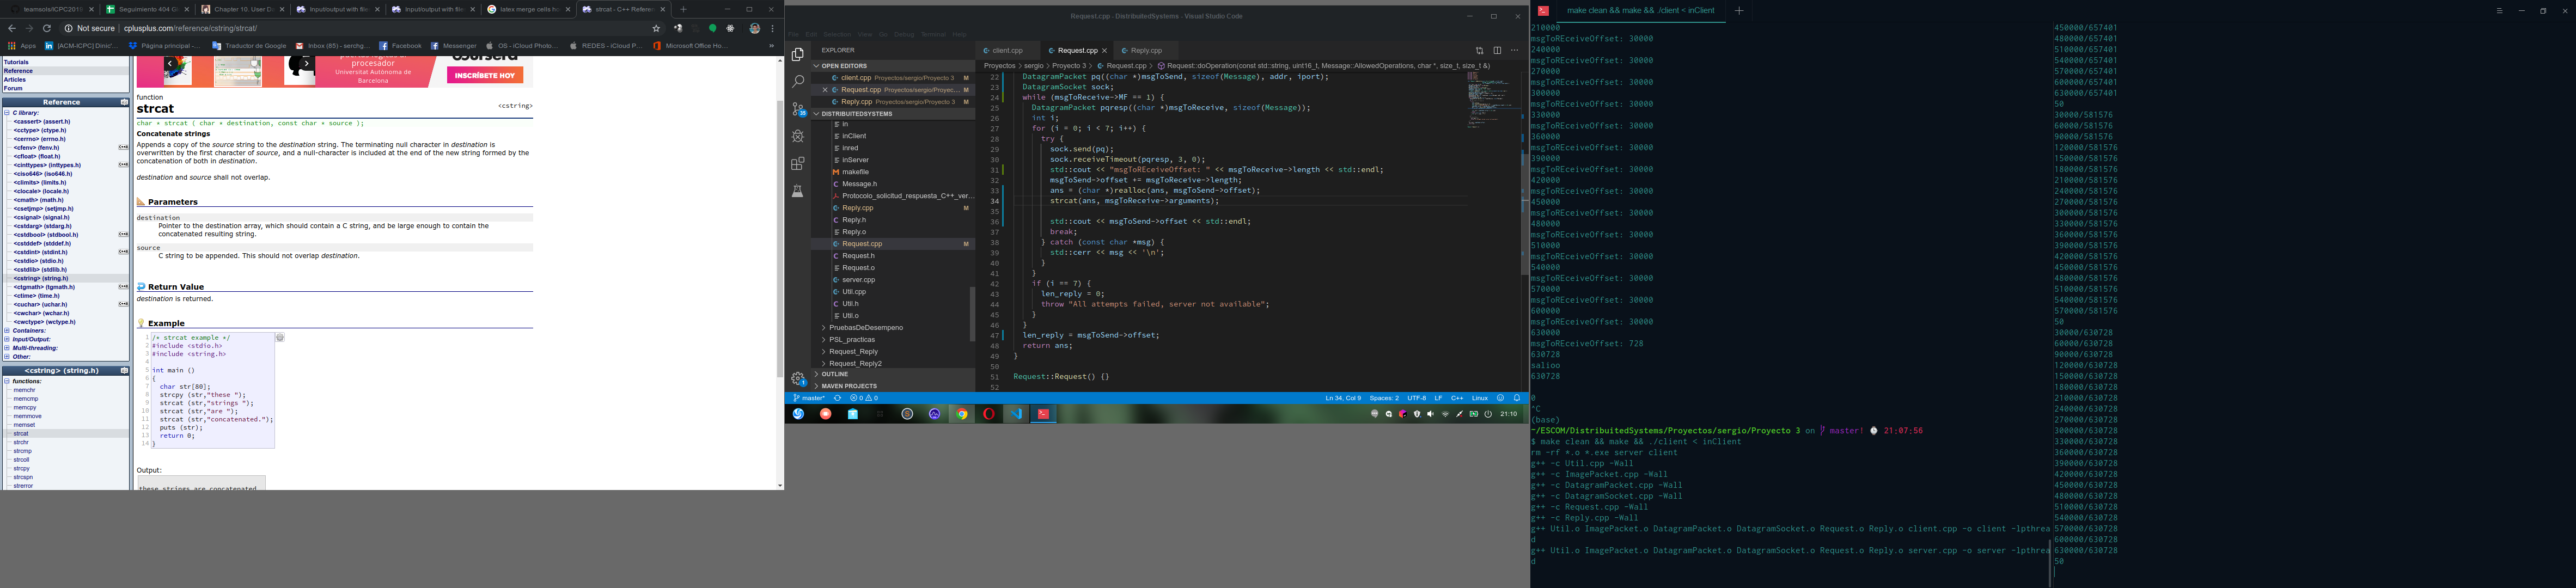 teamsols/ICPC2019
Seguimiento 404 G
Chapter 10. User Da
Input/output with file
Input/output with file
latex merge cells ho
strcat - C++ Referen
Not secure | cplusplus.com/reference/cstring/strcat/
Apps
[ACM-ICPC] Dinic'...
Página principal -...
Traductor de Google
Inbox (85) - serchg...
Facebook
Messenger
OS - iCloud Photo...
REDES - iCloud P...
Microsoft Office Ho...
Tutorials
Reference
Articles
Forum
Reference
C library:
<cassert> (assert.h)
<cctype> (ctype.h)
<cerrno> (errno.h)
<cfenv> (fenv.h)
<cfloat> (float.h)
<cinttypes> (inttypes.h)
<ciso646> (iso646.h)
<climits> (limits.h)
<clocale> (locale.h)
<cmath> (math.h)
<csetjmp> (setjmp.h)
<csignal> (signal.h)
<cstdarg> (stdarg.h)
<cstdbool> (stdbool.h)
<cstddef> (stddef.h)
<cstdint> (stdint.h)
<cstdio> (stdio.h)
<cstdlib> (stdlib.h)
<cstring> (string.h)
<ctgmath> (tgmath.h)
<ctime> (time.h)
<cuchar> (uchar.h)
<cwchar> (wchar.h)
<cwctype> (wctype.h)
Containers:
Input/Output:
Multi-threading:
Other:
<cstring> (string.h)
functions:
memchr
memcmp
memcpy
memmove
memset
strcat
strchr
strcmp
strcoll
strcpy
strcspn
strerror
procesador
Universitat Autònoma de
Barcelona
INSCRÍBETE HOY
function
strcat
<cstring>
char * strcat ( char * destination, const char * source );
Concatenate strings
Appends a copy of the source string to the destination string. The terminating null character in destination is
overwritten by the first character of source, and a null-character is included at the end of the new string formed by the
concatenation of both in destination.
destination and source shall not overlap.
Parameters
destination
Pointer to the destination array, which should contain a C string, and be large enough to contain the
concatenated resulting string.
source
C string to be appended. This should not overlap destination.
Return Value
destination is returned.
Example
1 /* strcat example */
2 #include <stdio.h>
3 #include <string.h>
4
5 int main ()
6 {
7 char str[80];
8 strcpy (str,"these ");
9 strcat (str,"strings ");
10 strcat (str,"are ");
11 strcat (str,"concatenated.");
12 puts (str);
13 return 0;
14 }
Output:
these strings are concatenated.
Request.cpp - DistributedSystems - Visual Studio Code
File Edit Selection View Go Debug Terminal Help
EXPLORER
OPEN EDITORS
client.cpp Proyectos/sergio/Proyecto 3 M
Request.cpp Proyectos/sergio/Proyec... M
Reply.cpp Proyectos/sergio/Proyecto 3 M
DISTRIBUTEDSYSTEMS
in
inClient
inred
inServer
makefile
Message.h
Protocolo_solicitud_respuesta_C++_ver...
Reply.cpp M
Reply.h
Reply.o
Request.cpp M
Request.h
Request.o
server.cpp
Util.cpp
Util.h
Util.o
PruebasDeDesempeno
PSL_practicas
Request_Reply
Request_Reply2
OUTLINE
MAVEN PROJECTS
client.cpp
Request.cpp
Reply.cpp
Proyectos > sergio > Proyecto 3 > Request.cpp > Request::doOperation(const std::string, uint16_t, Message::AllowedOperations, char *, size_t, size_t &)
22 DatagramPacket pq((char *)msgToSend, sizeof(Message), addr, iport);
23 DatagramSocket sock;
24 while (msgToReceive->MF == 1) {
25 DatagramPacket pqresp((char *)msgToReceive, sizeof(Message));
26 int i;
27 for (i = 0; i < 7; i++) {
28 try {
29 sock.send(pq);
30 sock.receiveTimeout(pqresp, 3, 0);
31 std::cout << "msgToREceiveOffset: " << msgToReceive->length << std::endl;
32 msgToSend->offset += msgToReceive->length;
33 ans = (char *)realloc(ans, msgToSend->offset);
34 strcat(ans, msgToReceive->arguments);
35
36 std::cout << msgToSend->offset << std::endl;
37 break;
38 } catch (const char *msg) {
39 std::cerr << msg << '\n';
40 }
41 }
42 if (i == 7) {
43 len_reply = 0;
44 throw "All attempts failed, server not available";
45 }
46 }
47 len_reply = msgToSend->offset;
48 return ans;
49 }
50
51 Request::Request() {}
52
master* 0 0
Ln 34, Col 9 Spaces: 2 UTF-8 LF C++ Linux
21:10
make clean && make && ./client < inClient
210000
msgToREceiveOffset: 30000
240000
msgToREceiveOffset: 30000
270000
msgToREceiveOffset: 30000
300000
msgToREceiveOffset: 30000
330000
msgToREceiveOffset: 30000
360000
msgToREceiveOffset: 30000
390000
msgToREceiveOffset: 30000
420000
msgToREceiveOffset: 30000
450000
msgToREceiveOffset: 30000
480000
msgToREceiveOffset: 30000
510000
msgToREceiveOffset: 30000
540000
msgToREceiveOffset: 30000
570000
msgToREceiveOffset: 30000
600000
msgToREceiveOffset: 30000
630000
msgToREceiveOffset: 728
630728
salioo
630728

0
^C
(base)
~/ESCOM/DistribuitedSystems/Proyectos/sergio/Proyecto 3 on master! 21:07:56
$ make clean && make && ./client < inClient
rm -rf *.o *.exe server client
g++ -c Util.cpp -Wall
g++ -c ImagePacket.cpp -Wall
g++ -c DatagramPacket.cpp -Wall
g++ -c DatagramSocket.cpp -Wall
g++ -c Request.cpp -Wall
g++ -c Reply.cpp -Wall
g++ Util.o ImagePacket.o DatagramPacket.o DatagramSocket.o Request.o Reply.o client.cpp -o client -lpthrea
d
g++ Util.o ImagePacket.o DatagramPacket.o DatagramSocket.o Request.o Reply.o server.cpp -o server -lpthrea
d
450000/657401
480000/657401
510000/657401
540000/657401
570000/657401
600000/657401
630000/657401
50
30000/581576
60000/581576
90000/581576
120000/581576
150000/581576
180000/581576
210000/581576
240000/581576
270000/581576
300000/581576
330000/581576
360000/581576
390000/581576
420000/581576
450000/581576
480000/581576
510000/581576
540000/581576
570000/581576
50
30000/630728
60000/630728
90000/630728
120000/630728
150000/630728
180000/630728
210000/630728
240000/630728
270000/630728
300000/630728
330000/630728
360000/630728
390000/630728
420000/630728
450000/630728
480000/630728
510000/630728
540000/630728
570000/630728
600000/630728
630000/630728
50